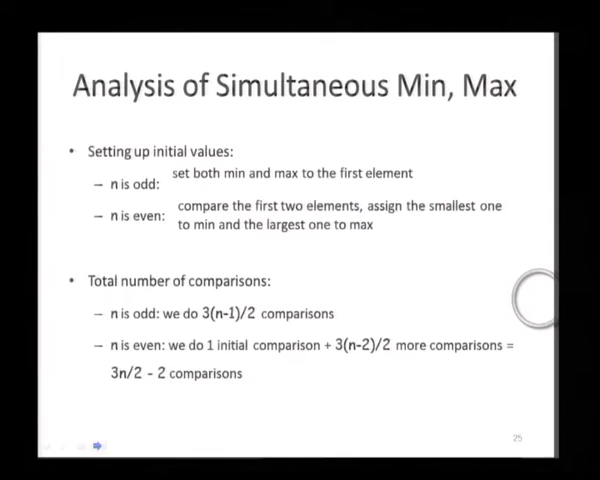 Analysis of Simultaneous Min, Max
• Setting up initial values:
– n is odd: set both min and max to the first element
– n is even: compare the first two elements, assign the smallest one
to min and the largest one to max
• Total number of comparisons:
– n is odd: we do 3(n-1)/2 comparisons
– n is even: we do 1 initial comparison + 3(n-2)/2 more comparisons =
3n/2 - 2 comparisons
25